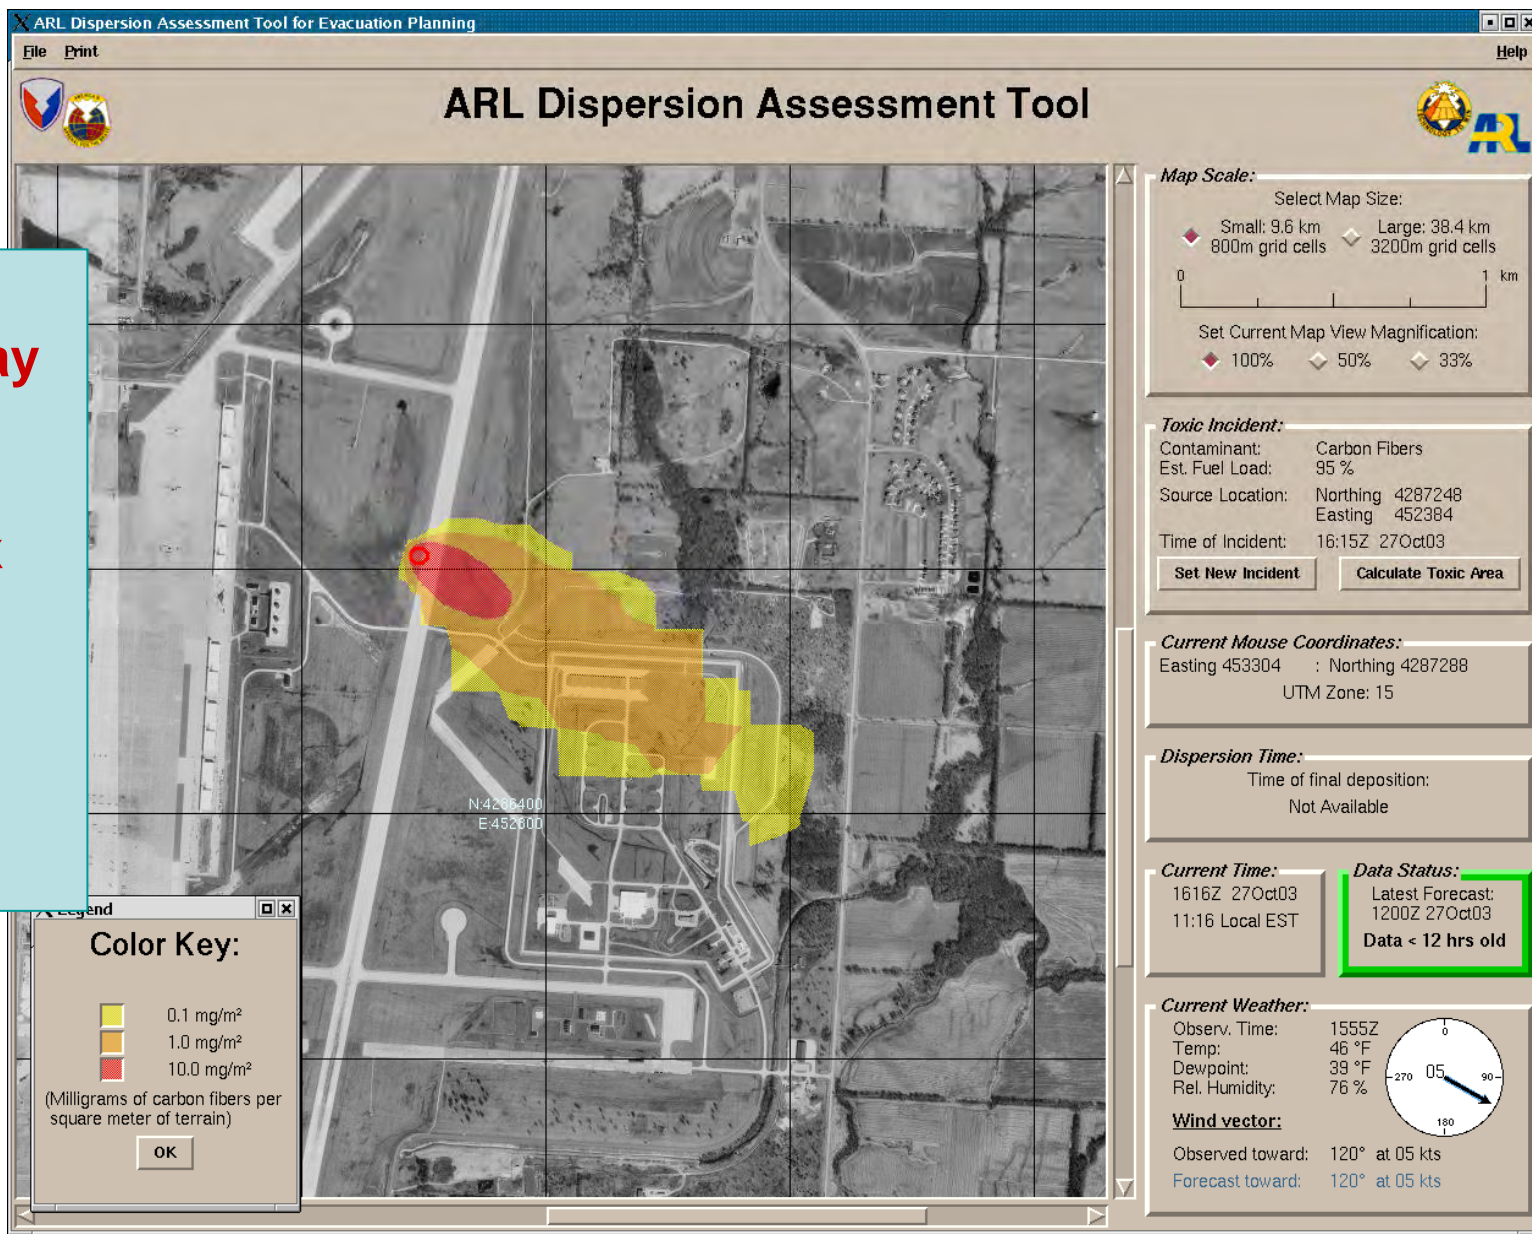 ARL Dispersion Assessment Tool for Evacuation Planning
File Print
Help
ARL Dispersion Assessment Tool
ARL
Map Scale:
Select Map Size:
Small: 9.6 km
800m grid cells
Large: 38.4 km
3200m grid cells
0 1 km
Set Current Map View Magnification:
100% 50% 33%
Toxic Incident:
Contaminant: Carbon Fibers
Est. Fuel Load: 95 %
Source Location: Northing 4287248
Easting 452384
Time of Incident: 16:15Z 27Oct03
Set New Incident Calculate Toxic Area
Current Mouse Coordinates:
Easting 453304 : Northing 4287288
UTM Zone: 15
Dispersion Time:
Time of final deposition:
Not Available
Current Time:
1616Z 27Oct03
11:16 Local EST
Data Status:
Latest Forecast:
1200Z 27Oct03
Data < 12 hrs old
Current Weather:
Observ. Time: 1555Z
Temp: 46 °F
Dewpoint: 39 °F
Rel. Humidity: 76 %
0
270 05 90
180
Wind vector:
Observed toward: 120° at 05 kts
Forecast toward: 120° at 05 kts
N:4286400
E:452800
ay
Legend
Color Key:
0.1 mg/m²
1.0 mg/m²
10.0 mg/m²
(Milligrams of carbon fibers per
square meter of terrain)
OK